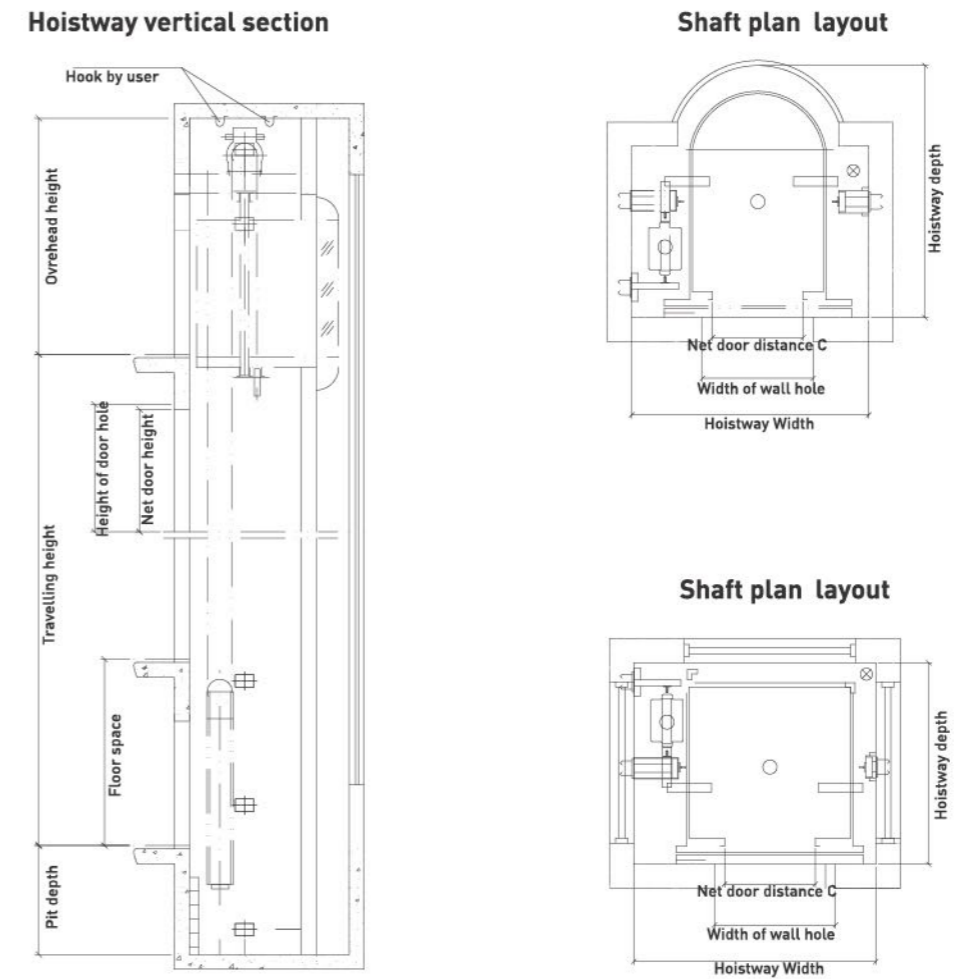 Hoistway vertical section
Hook by user
Ovrehead height
Height of door hole
Net door height
Travelling height
Floor space
Pit depth
Shaft plan layout
Hoistway depth
Net door distance C
Width of wall hole
Hoistway Width
Shaft plan layout
Hoistway depth
Net door distance C
Width of wall hole
Hoistway Width